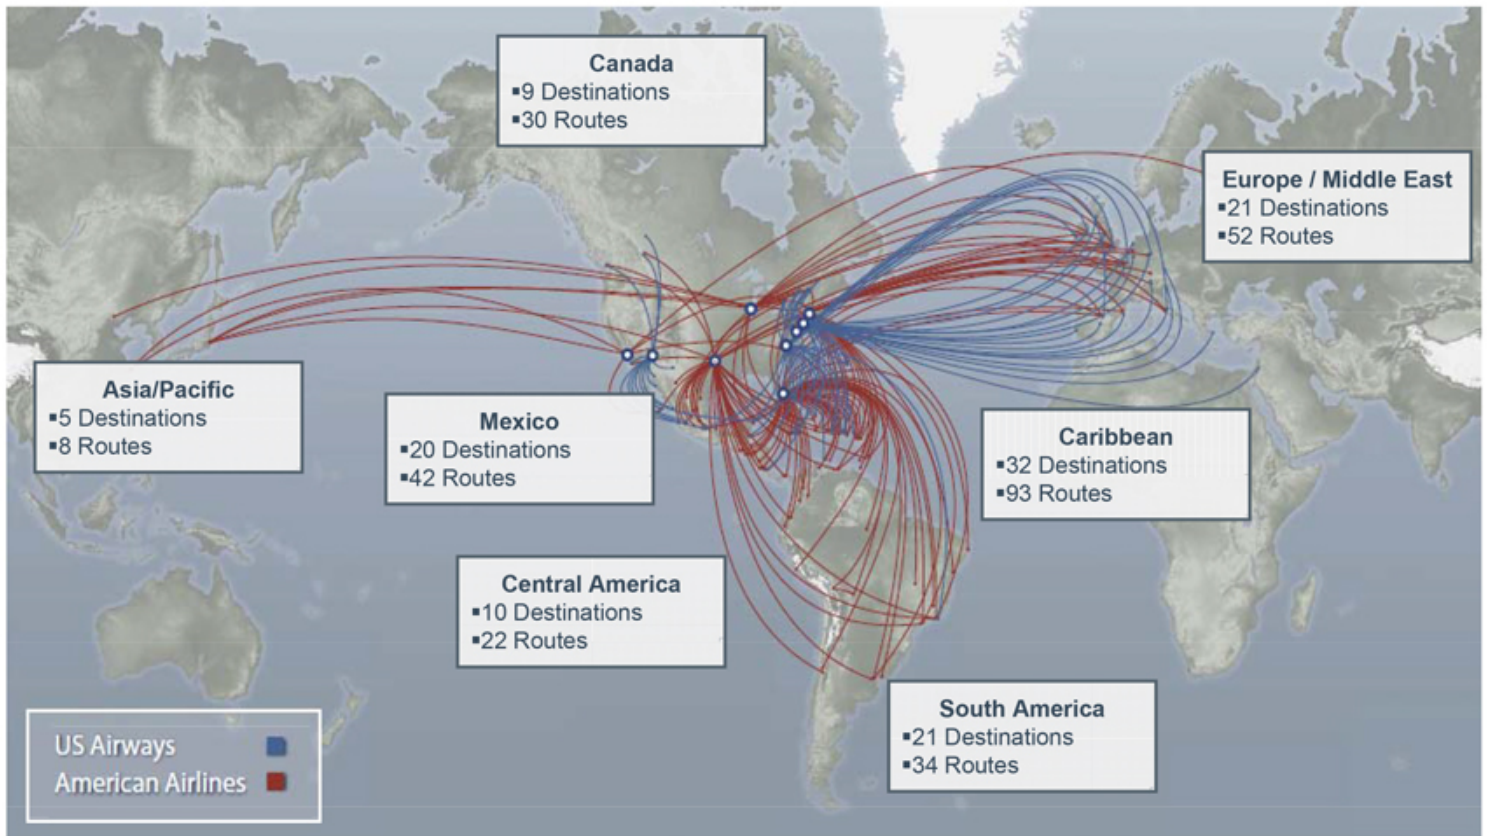 Canada
▪9 Destinations
▪30 Routes
Europe / Middle East
▪21 Destinations
▪52 Routes
Asia/Pacific
▪5 Destinations
▪8 Routes
Mexico
▪20 Destinations
▪42 Routes
Caribbean
▪32 Destinations
▪93 Routes
Central America
▪10 Destinations
▪22 Routes
South America
▪21 Destinations
▪34 Routes
US Airways
American Airlines